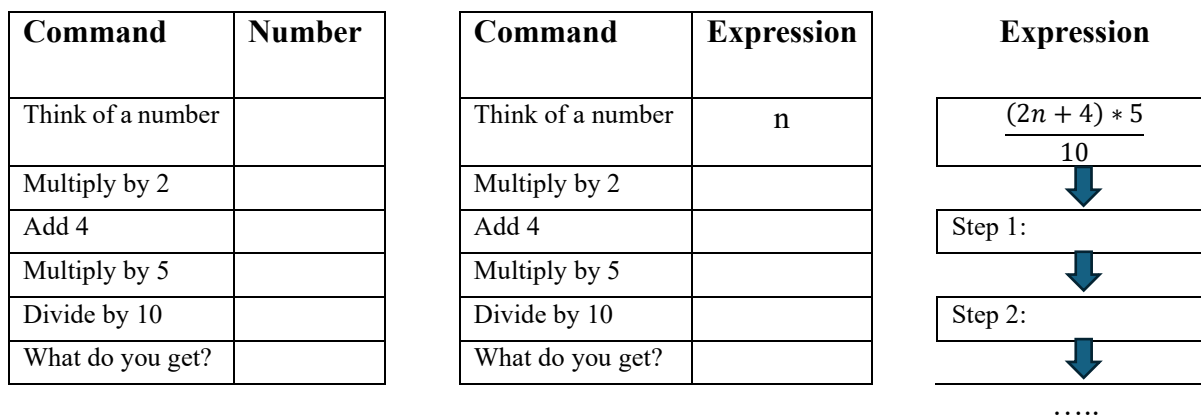 Command Number
Think of a number
Multiply by 2
Add 4
Multiply by 5
Divide by 10
What do you get?
Command Expression
Think of a number n
Multiply by 2
Add 4
Multiply by 5
Divide by 10
What do you get?
Expression
(2𝑛 + 4) ∗ 5
10
Step 1:
Step 2:
…..